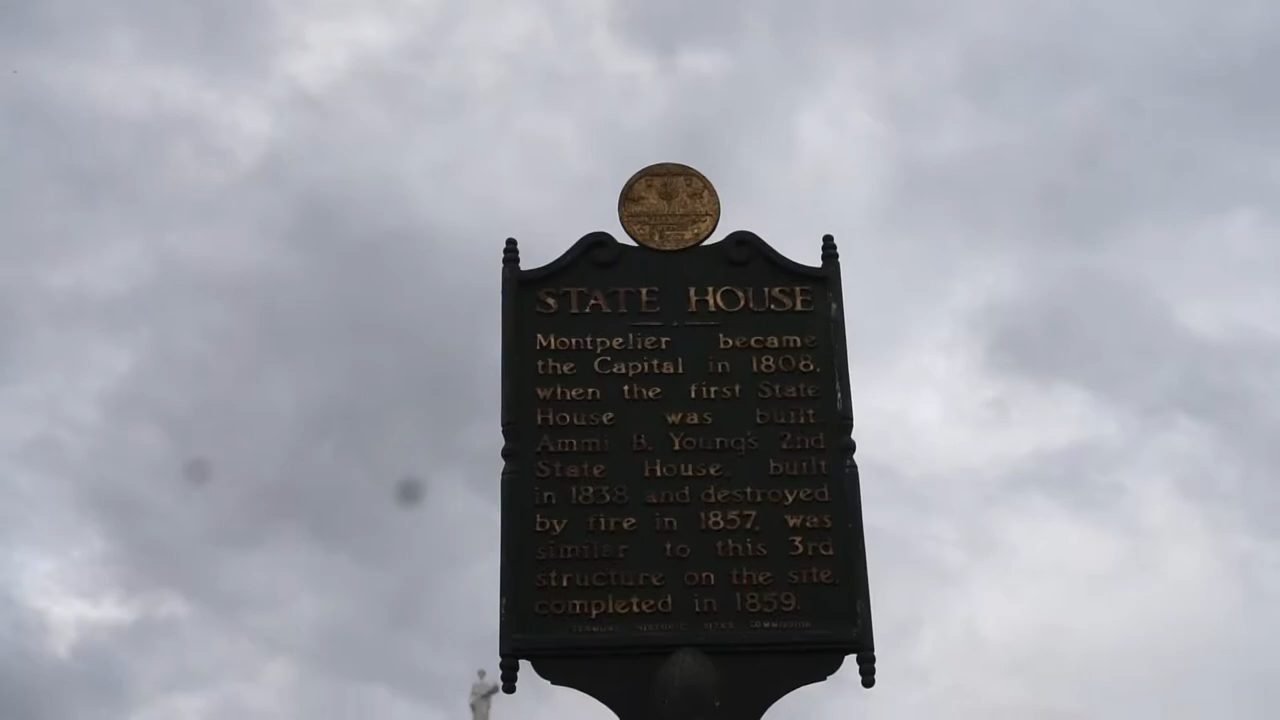 STATE HOUSE
Montpelier became
the Capital in 1808,
when the first State
House was built.
Ammi B. Young's 2nd
State House, built
in 1838 and destroyed
by fire in 1857, was
similar to this 3rd
structure on the site,
completed in 1859.
VERMONT HISTORIC SITES COMMISSION